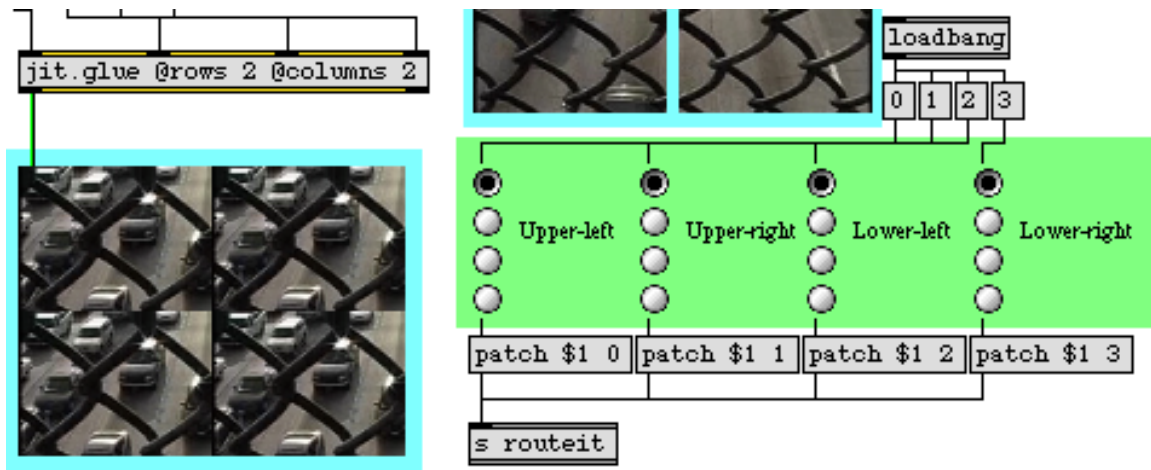 jit.glue @rows 2 @columns 2
loadbang
0 1 2 3
Upper-left Upper-right Lower-left Lower-right
patch $1 0 patch $1 1 patch $1 2 patch $1 3
s routeit